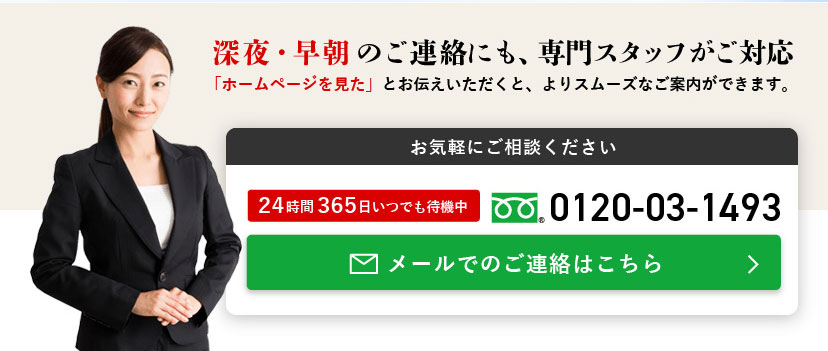 深夜・早朝のご連絡にも、専門スタッフがご対応
「ホームページを見た」とお伝えいただくと、よりスムーズなご案内ができます。
お気軽にご相談ください
24時間365日いつでも待機中 ® 0120-03-1493
メールでのご連絡はこちら